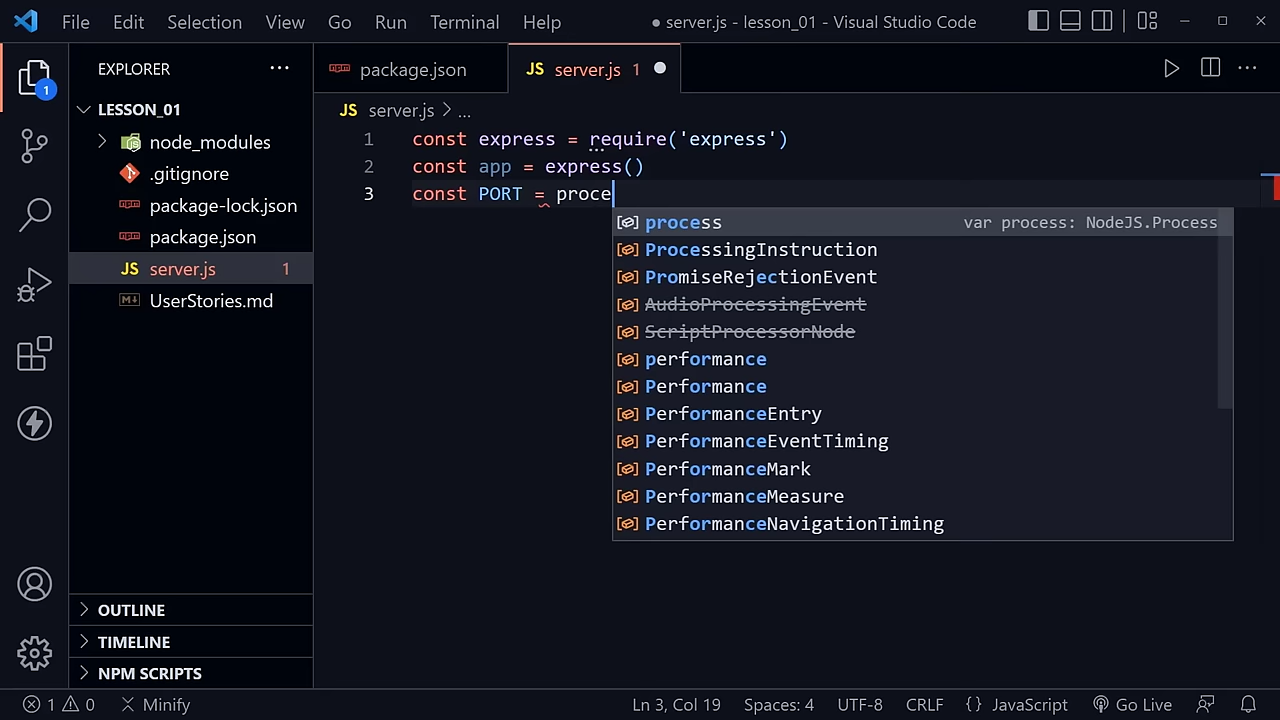 File Edit Selection View Go Run Terminal Help ● server.js - lesson_01 - Visual Studio Code
EXPLORER ...
package.json JS server.js 1
1
LESSON_01
JS server.js > ...
node_modules
.gitignore
package-lock.json
package.json
JS server.js 1
UserStories.md
1 const express = require('express')
2 const app = express()
3 const PORT = proce
process var process: NodeJS.Process
ProcessingInstruction
PromiseRejectionEvent
AudioProcessingEvent
ScriptProcessorNode
performance
Performance
PerformanceEntry
PerformanceEventTiming
PerformanceMark
PerformanceMeasure
PerformanceNavigationTiming
OUTLINE
TIMELINE
NPM SCRIPTS
1 0 Minify Ln 3, Col 19 Spaces: 4 UTF-8 CRLF {} JavaScript Go Live